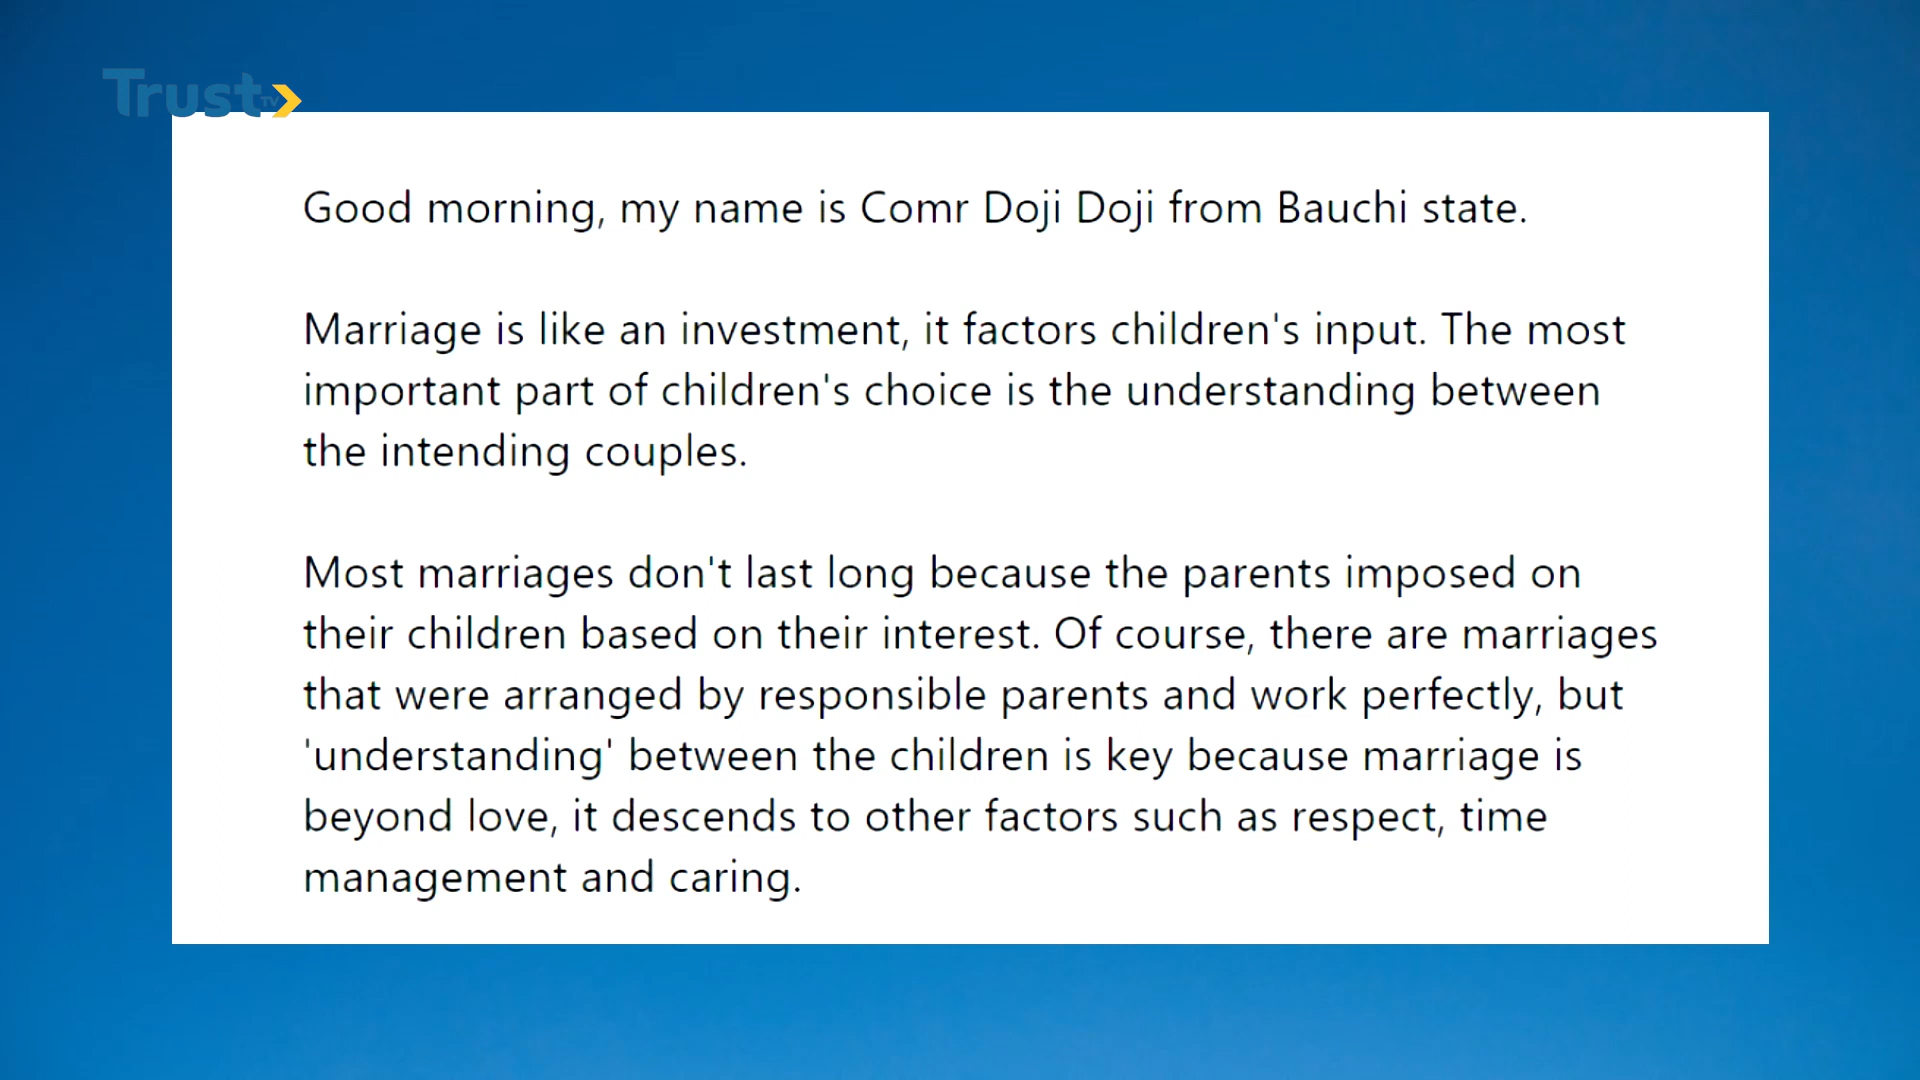 Trust TV
Good morning, my name is Comr Doji Doji from Bauchi state.
Marriage is like an investment, it factors children's input. The most
important part of children's choice is the understanding between
the intending couples.
Most marriages don't last long because the parents imposed on
their children based on their interest. Of course, there are marriages
that were arranged by responsible parents and work perfectly, but
'understanding' between the children is key because marriage is
beyond love, it descends to other factors such as respect, time
management and caring.